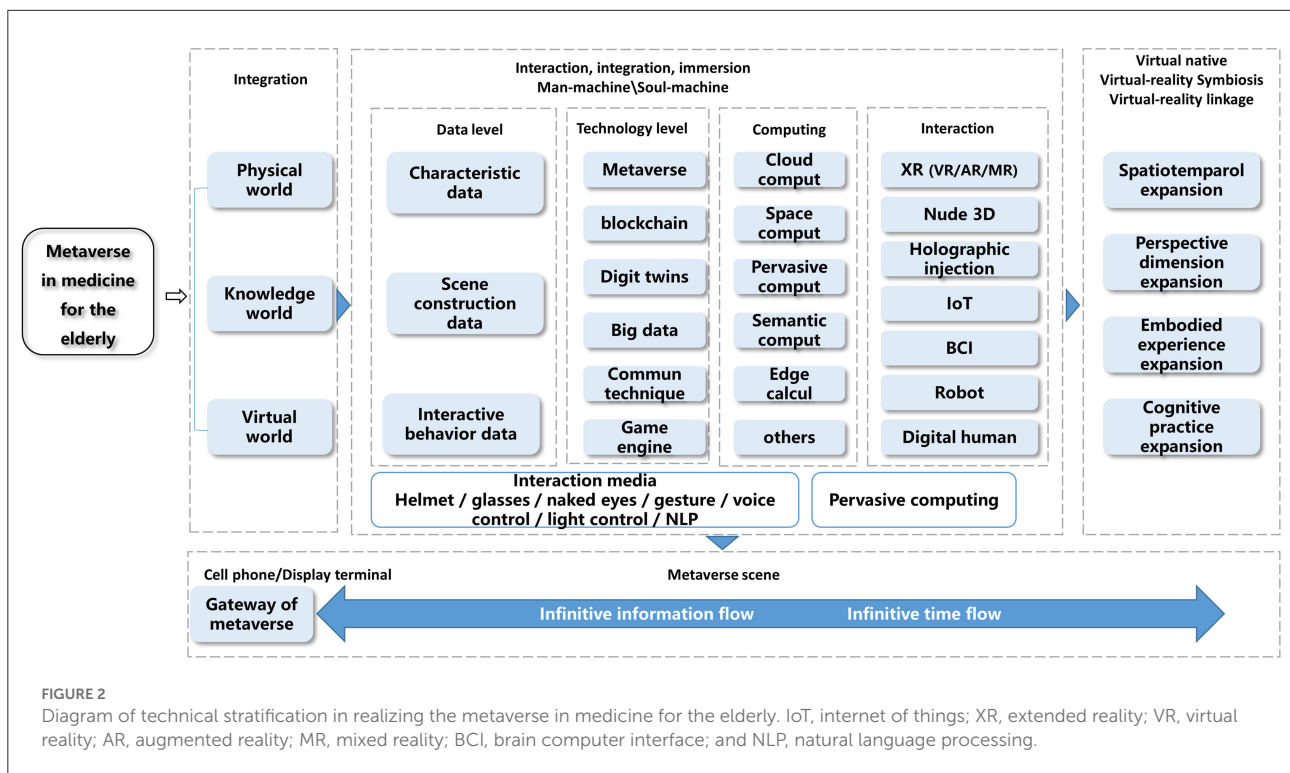 Metaverse
in medicine
for the
elderly
Integration
Physical
world
Knowledge
world
Virtual
world
Interaction, integration, immersion
Man-machine\Soul-machine
Data level
Characteristic
data
Scene
construction
data
Interactive
behavior data
Technology level
Metaverse
blockchain
Digit twins
Big data
Commun
technique
Game
engine
Computing
Cloud
comput
Space
comput
Pervasive
comput
Semantic
comput
Edge
calcul
others
Interaction
XR (VR/AR/MR)
Nude 3D
Holographic
injection
IoT
BCI
Robot
Digital human
Interaction media
Helmet / glasses / naked eyes / gesture / voice
control / light control / NLP
Pervasive computing
Virtual native
Virtual-reality Symbiosis
Virtual-reality linkage
Spatiotemparol
expansion
Perspective
dimension
expansion
Embodied
experience
expansion
Cognitive
practice
expansion
Cell phone/Display terminal
Metaverse scene
Gateway of
metaverse
Infinitive information flow
Infinitive time flow
FIGURE 2
Diagram of technical stratification in realizing the metaverse in medicine for the elderly. IoT, internet of things; XR, extended reality; VR, virtual
reality; AR, augmented reality; MR, mixed reality; BCI, brain computer interface; and NLP, natural language processing.